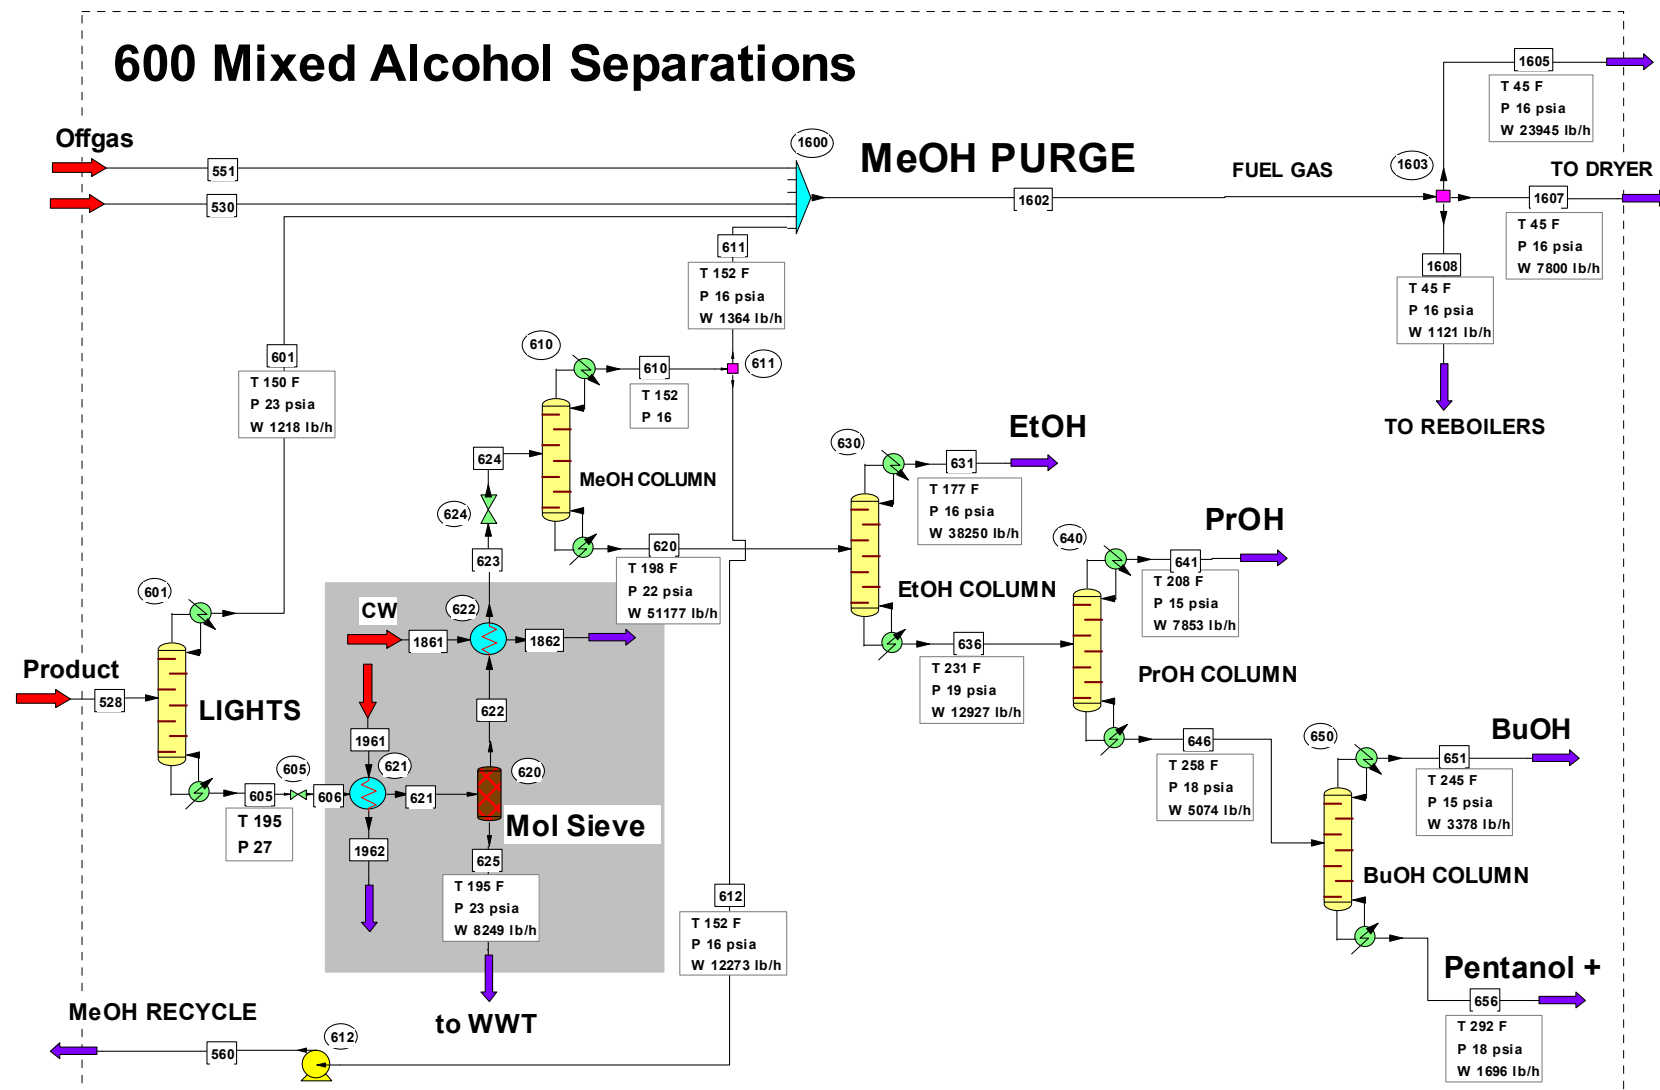 600 Mixed Alcohol Separations
1605
T 45 F
P 16 psia
W 23945 lb/h
Offgas
551
530
1600
MeOH PURGE
1602
FUEL GAS
1603
TO DRYER
1607
T 45 F
P 16 psia
W 7800 lb/h
1608
T 45 F
P 16 psia
W 1121 lb/h
TO REBOILERS
611
T 152 F
P 16 psia
W 1364 lb/h
601
T 150 F
P 23 psia
W 1218 lb/h
610
610
T 152
P 16
611
624
MeOH COLUMN
624
623
620
T 198 F
P 22 psia
W 51177 lb/h
EtOH
630
631
T 177 F
P 16 psia
W 38250 lb/h
EtOH COLUMN
636
T 231 F
P 19 psia
W 12927 lb/h
PrOH
640
641
T 208 F
P 15 psia
W 7853 lb/h
PrOH COLUMN
646
T 258 F
P 18 psia
W 5074 lb/h
BuOH
650
651
T 245 F
P 15 psia
W 3378 lb/h
BuOH COLUMN
Pentanol +
656
T 292 F
P 18 psia
W 1696 lb/h
601
Product
528
LIGHTS
605
T 195
P 27
605
606
CW
1861
622
1862
622
1961
621
621
620
Mol Sieve
1962
625
T 195 F
P 23 psia
W 8249 lb/h
to WWT
612
T 152 F
P 16 psia
W 12273 lb/h
MeOH RECYCLE
560
612